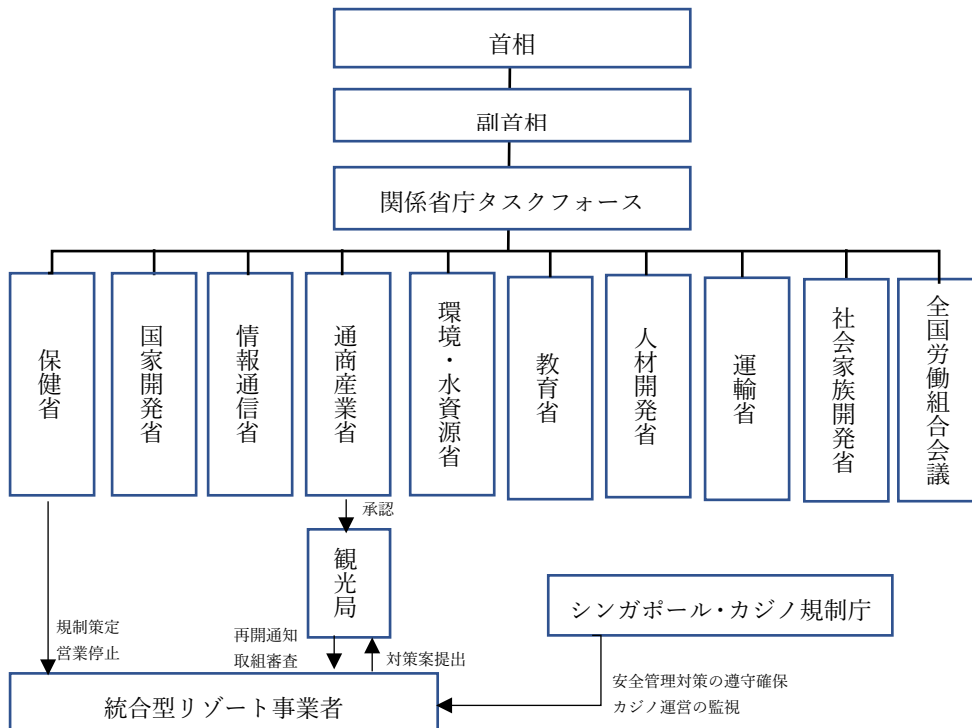 首相
副首相
関係省庁タスクフォース
保健省
国家開発省
情報通信省
通商産業省
環境・水資源省
教育省
人材開発省
運輸省
社会家族開発省
全国労働組合会議
承認
観光局
シンガポール・カジノ規制庁
規制策定
営業停止
再開通知
取組審査
対策案提出
安全管理対策の遵守確保
カジノ運営の監視
統合型リゾート事業者